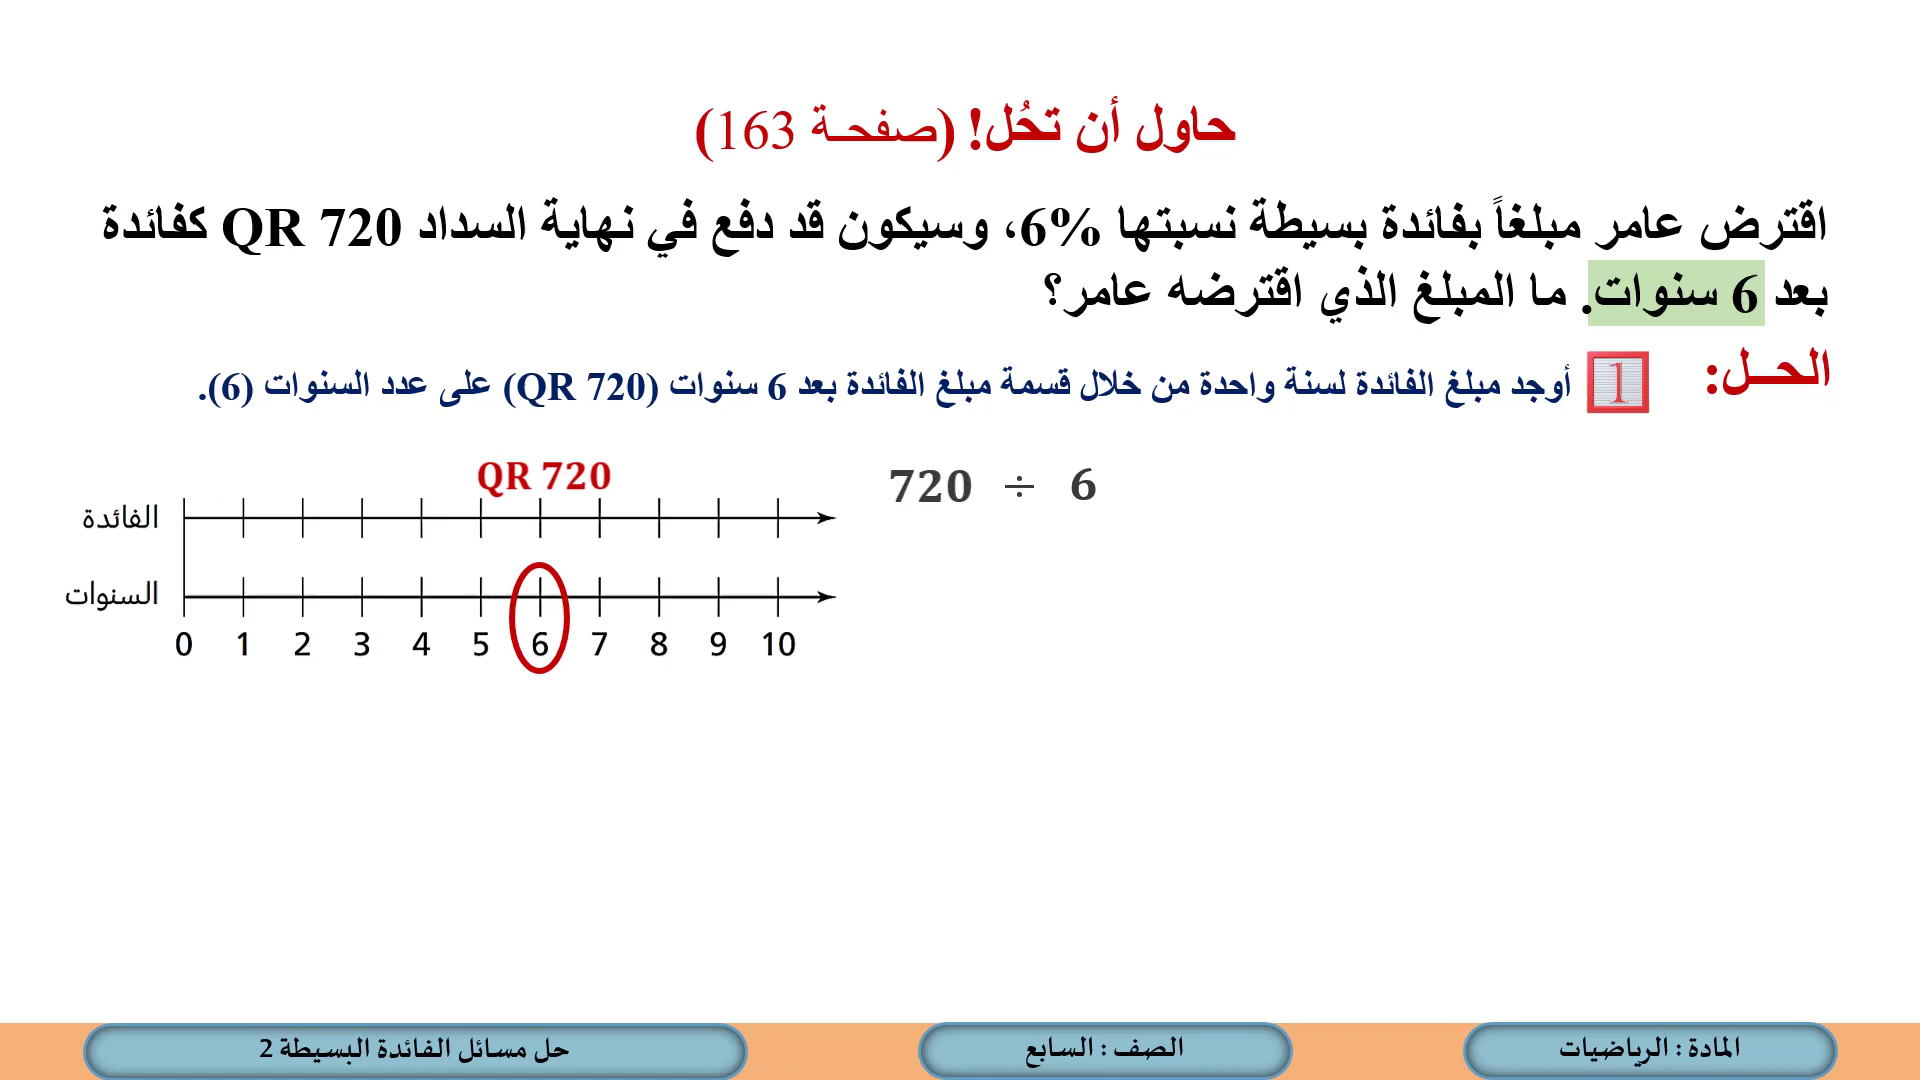 حاول أن تحُل! (صفحـة 163)
اقترض عامر مبلغاً بفائدة بسيطة نسبتها %6، وسيكون قد دفع في نهاية السداد QR 720 كفائدة
بعد 6 سنوات. ما المبلغ الذي اقترضه عامر؟
الحــل:
1 أوجد مبلغ الفائدة لسنة واحدة من خلال قسمة مبلغ الفائدة بعد 6 سنوات (QR 720) على عدد السنوات (6).
QR 720
720 ÷ 6
الفائدة
السنوات
0 1 2 3 4 5 6 7 8 9 10
المادة : الرياضيات
الصف : السابع
حل مسائل الفائدة البسيطة 2